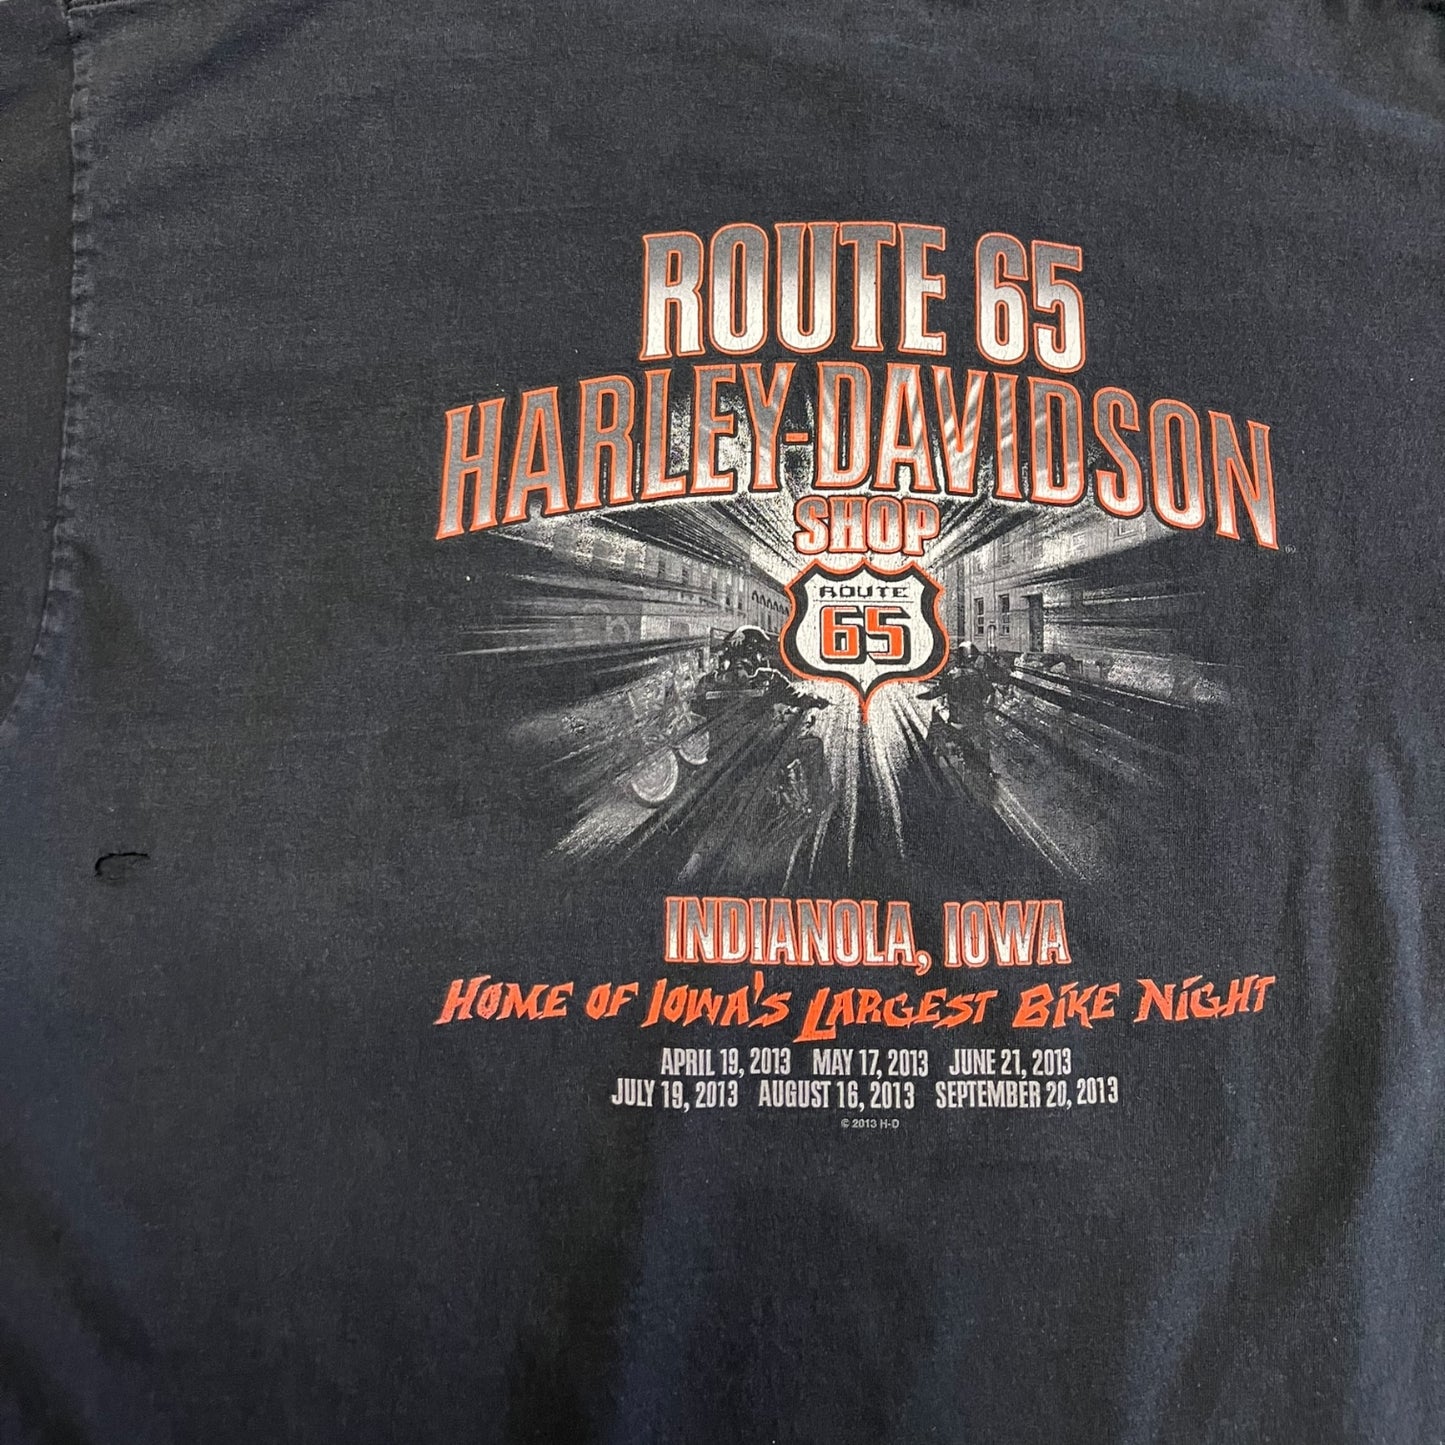 ROUTE 65
HARLEY-DAVIDSON
®
SHOP
ROUTE
65
INDIANOLA, IOWA
HOME OF IOWA'S LARGEST BIKE NIGHT
APRIL 19, 2013 MAY 17, 2013 JUNE 21, 2013
JULY 19, 2013 AUGUST 16, 2013 SEPTEMBER 20, 2013
© 2013 H-D